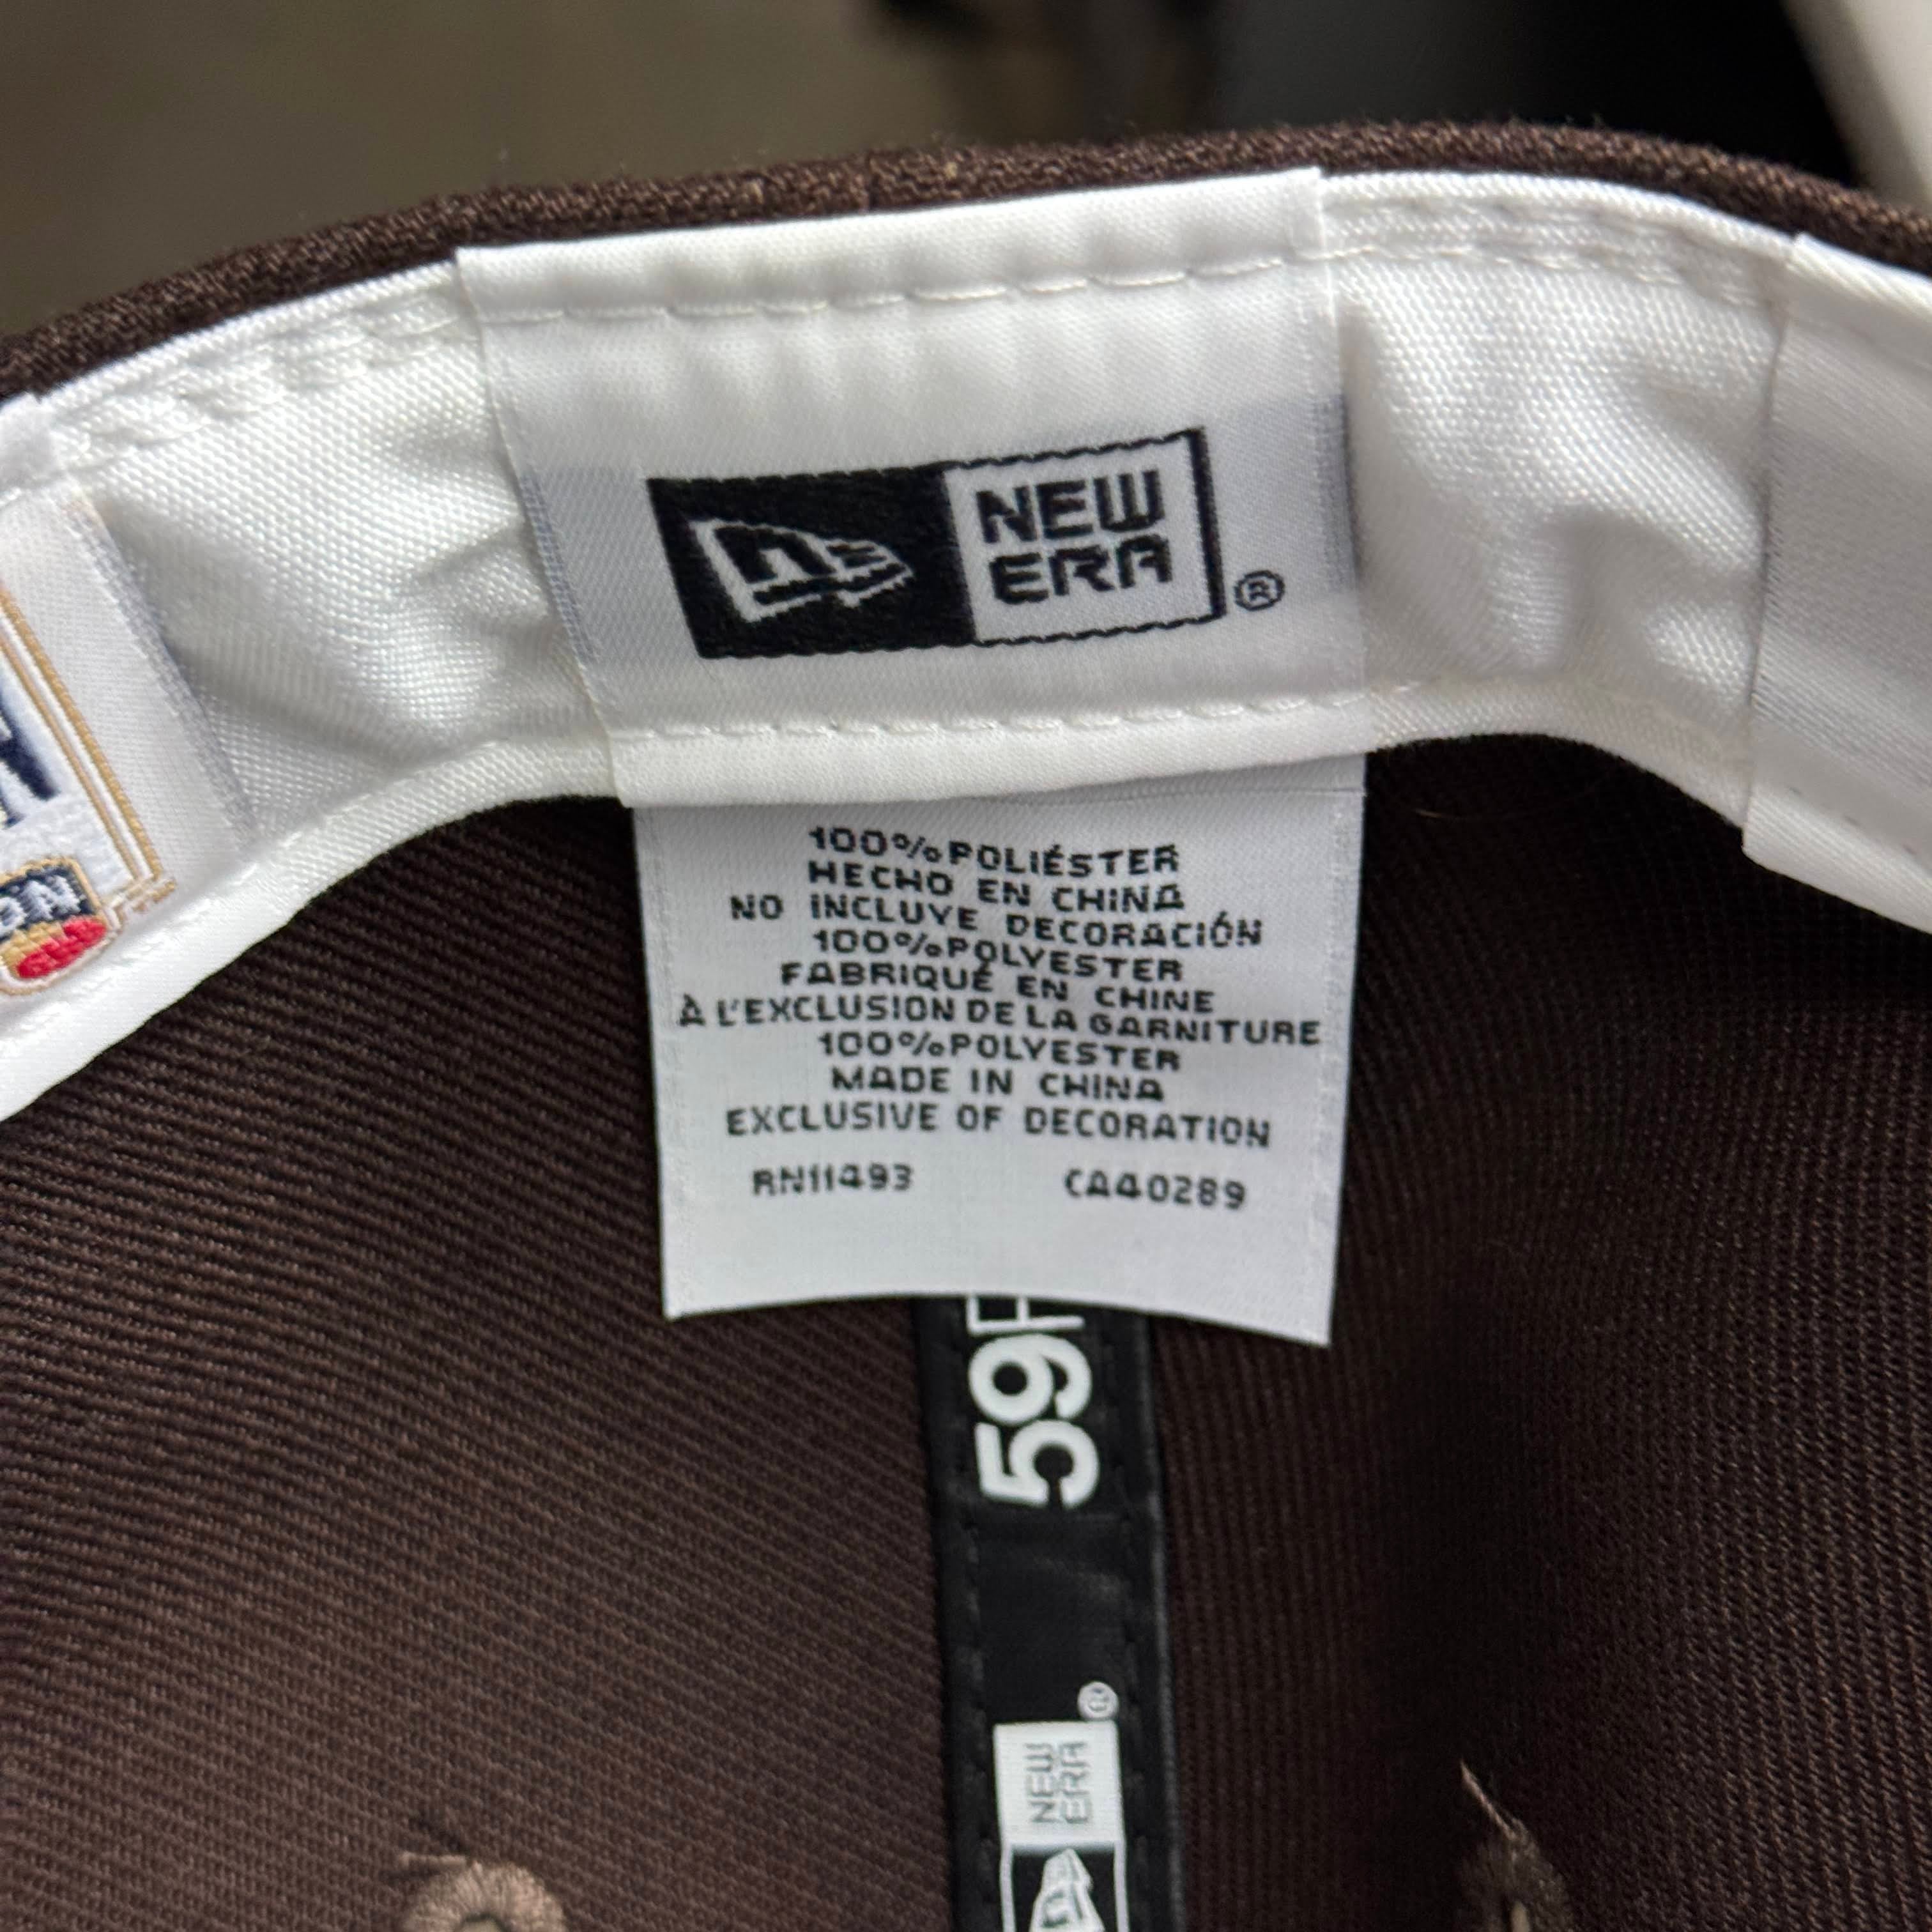 NEW
ERA
®
100% POLIÉSTER
HECHO EN CHINA
NO INCLUYE DECORACIÓN
100% POLYESTER
FABRIQUÉ EN CHINE
À L'EXCLUSION DE LA GARNITURE
100% POLYESTER
MADE IN CHINA
EXCLUSIVE OF DECORATION
RN11493 CA40289
59F
NEW
ERA
®